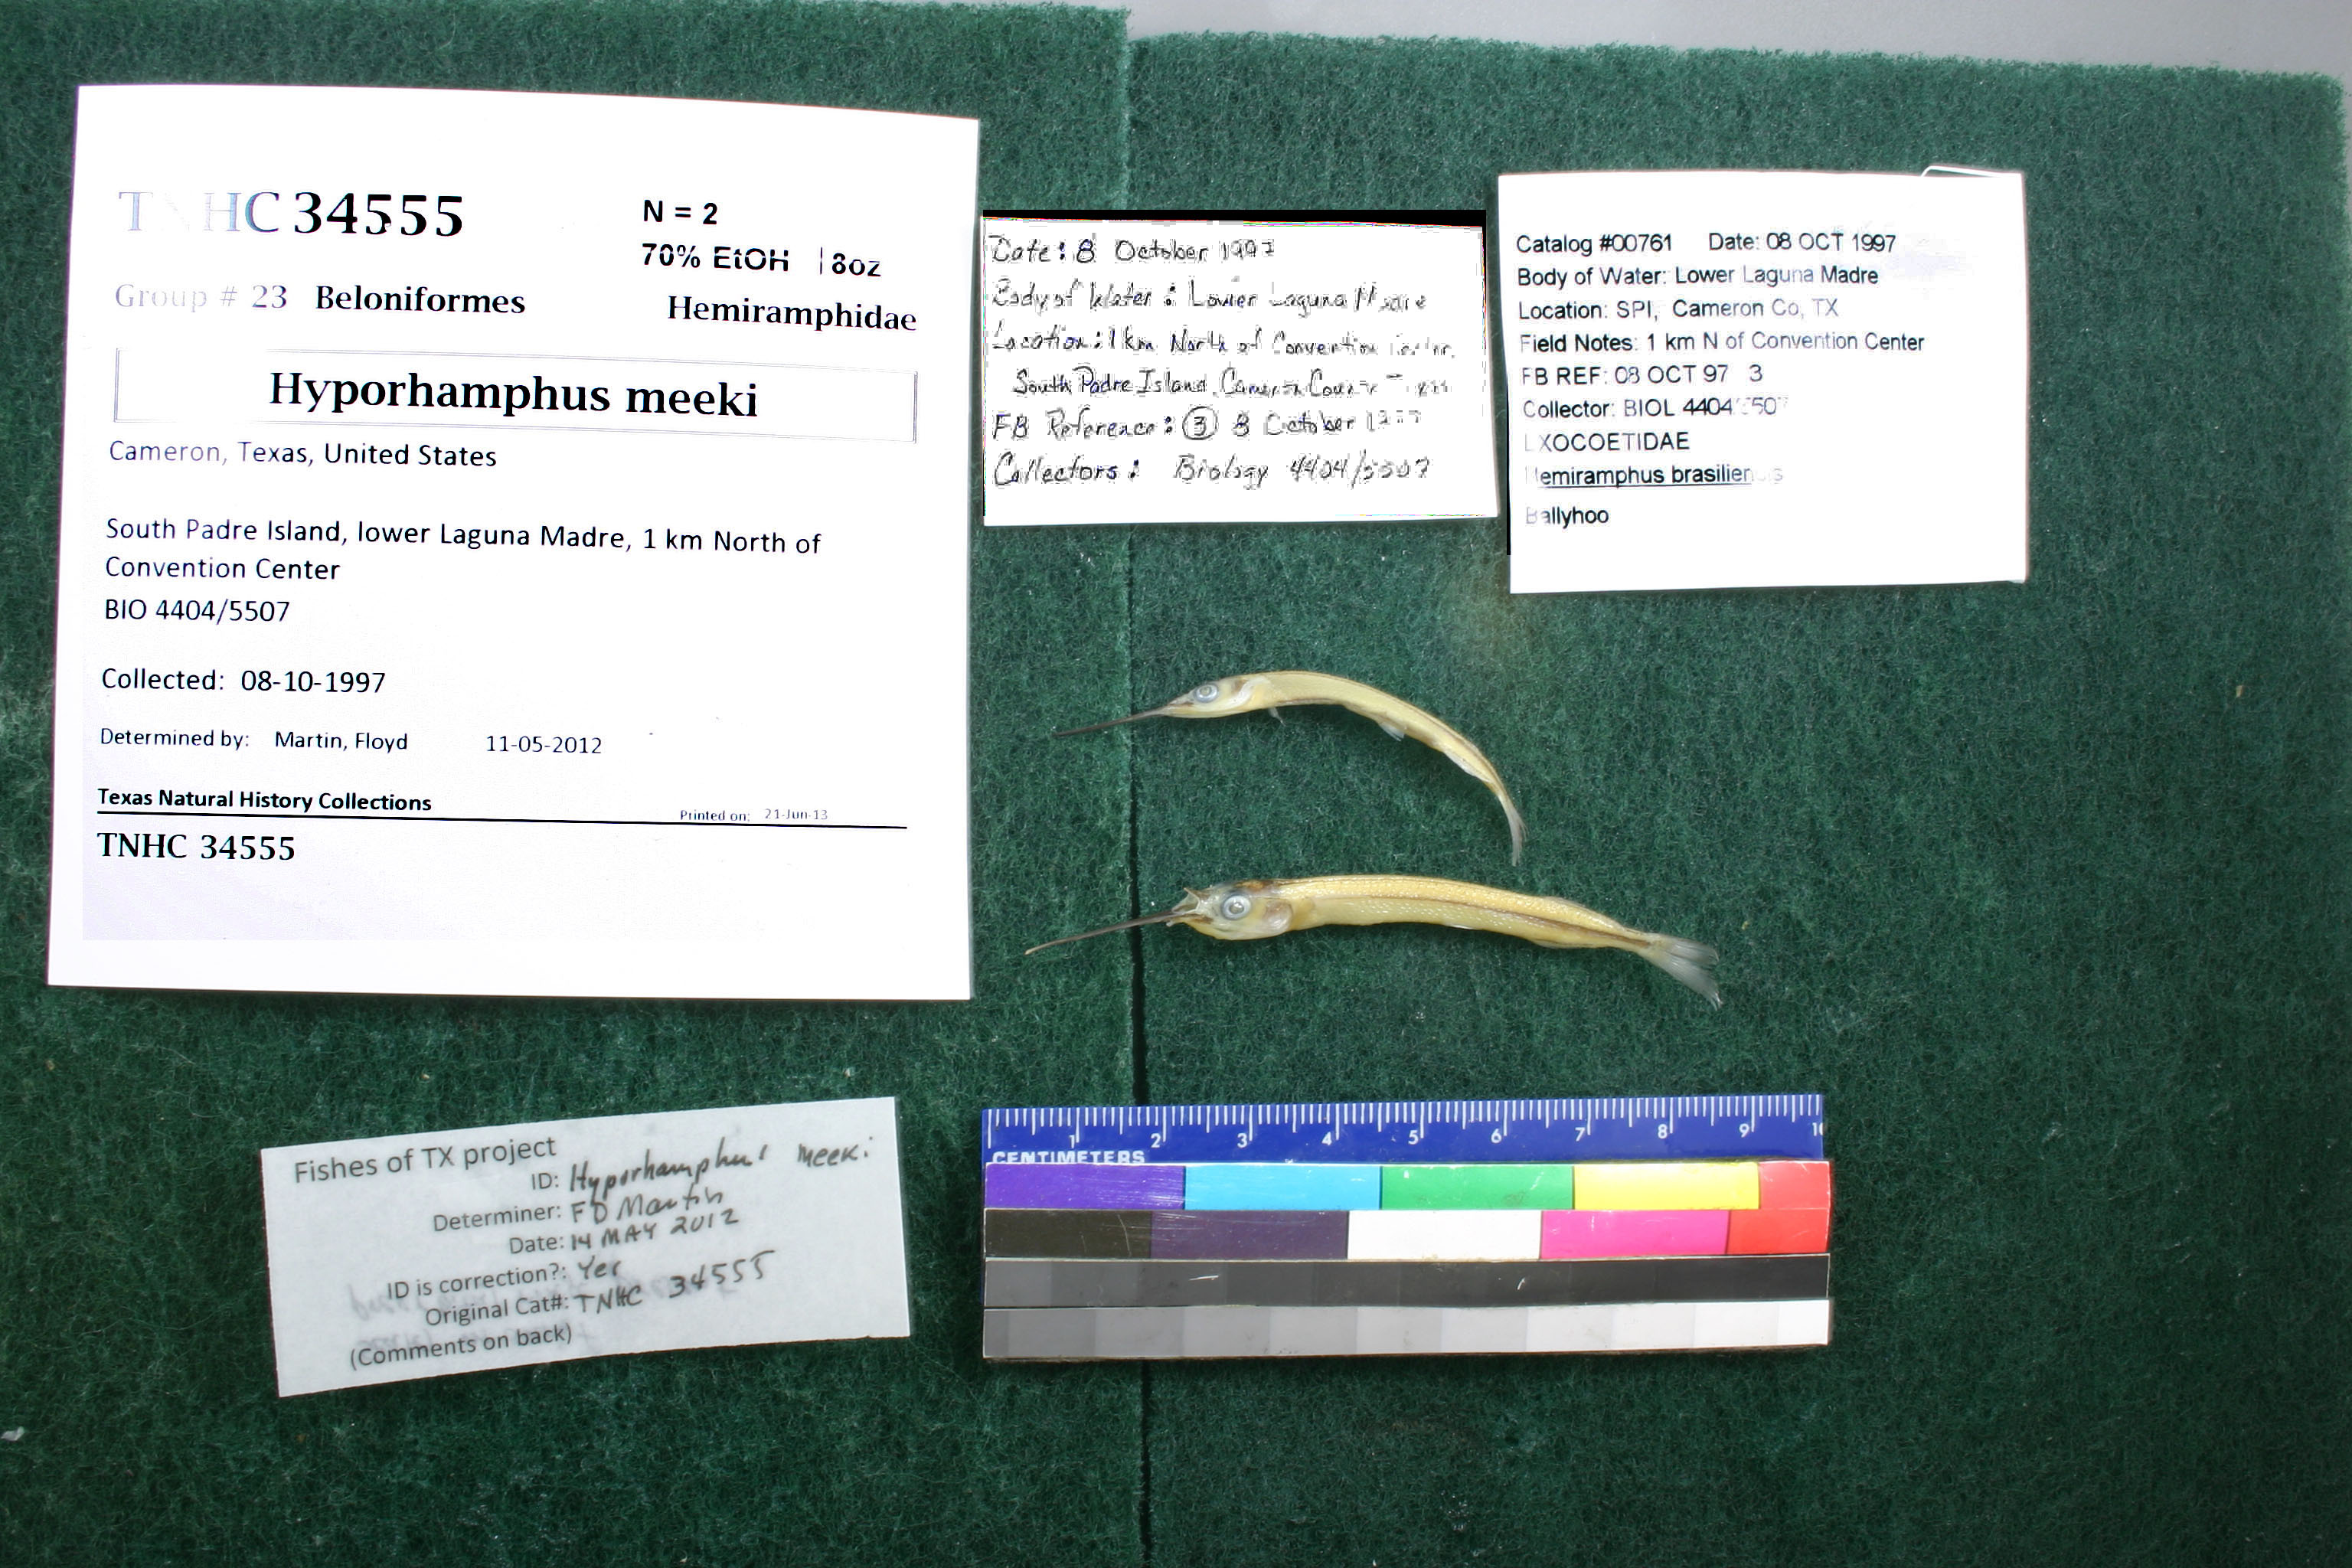 TNHC 34555
N = 2
70% EtOH | 8oz
Group # 23 Beloniformes Hemiramphidae
Hyporhamphus meeki
Cameron, Texas, United States
South Padre Island, lower Laguna Madre, 1 km North of
Convention Center
BIO 4404/5507
Collected: 08-10-1997
Determined by: Martin, Floyd 11-05-2012
Texas Natural History Collections
Printed on: 21-Jun-13
TNHC 34555
Date: 8 October 1997
Body of Water: Lower Laguna Madre
Location: 1 km North of Convention
South Padre Island, Cameron
FB Reference: ③ 8 October
Collectors: Biology 4404/5507
Catalog #00761 Date: 08 OCT 1997
Body of Water: Lower Laguna Madre
Location: SPI, Cameron Co, TX
Field Notes: 1 km N of Convention Center
FB REF: 08 OCT 97 3
Collector: BIOL 4404/5507
EXOCOETIDAE
Hemiramphus brasiliensis
Ballyhoo
Fishes of TX project
ID: Hyporhamphus meeki
Determiner: FD Martin
Date: 14 MAY 2012
ID is correction?: Yes
Original Cat#: TNHC 34555
(Comments on back)
1 2 3 4 5 6 7 8 9 10
CENTIMETERS